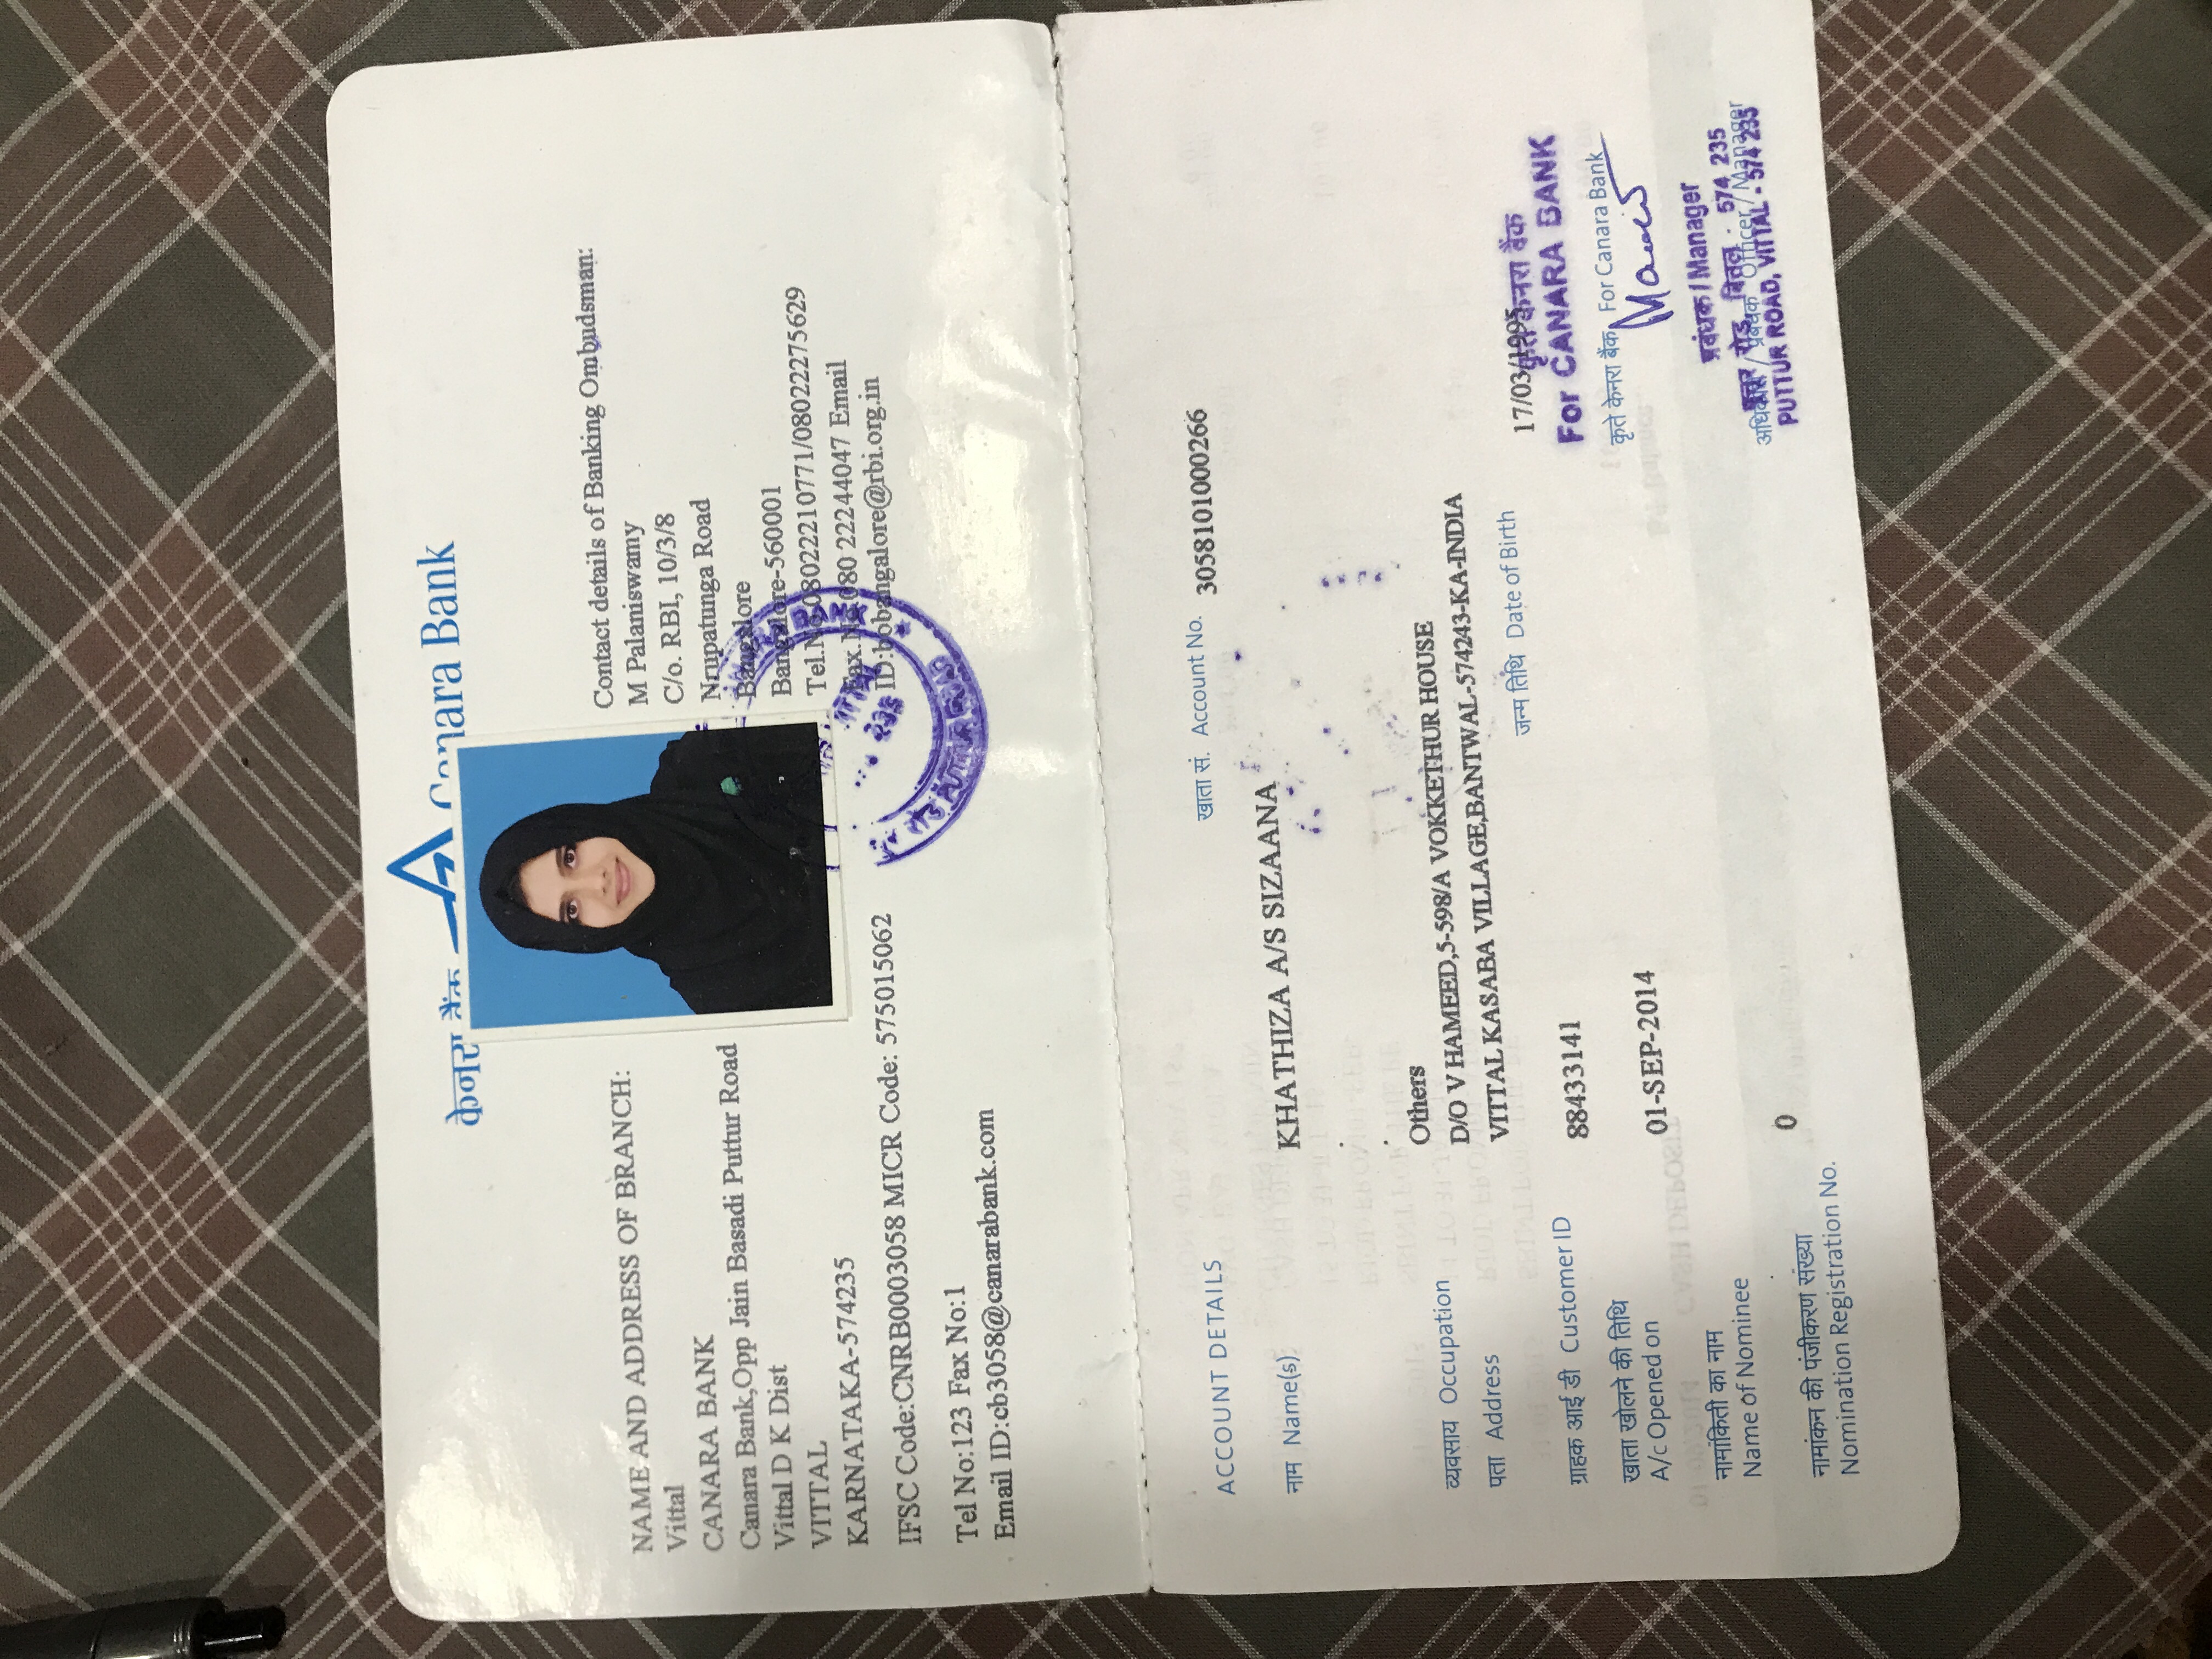 केनरा बैंक Canara Bank
NAME AND ADDRESS OF BRANCH:
Vittal
CANARA BANK
Canara Bank,Opp Jain Basadi Puttur Road
Vittal D K Dist
VITTAL
KARNATAKA-574235
IFSC Code:CNRB0003058 MICR Code: 575015062
Tel No:123 Fax No:1
Email ID:cb3058@canarabank.com
Contact details of Banking Ombudsman:
M Palaniswamy
C/o. RBI, 10/3/8
Nrupatunga Road
Bangalore
Bangalore-560001
Tel.No.08022210771/08022275629
Fax.No.080 22244047 Email
ID:bobangalore@rbi.org.in
BANK
PUTTUR ROAD
ACCOUNT DETAILS
खाता सं. Account No. 3058101000266
नाम Name(s) KHATHIZA A/S SIZAANA
.
.
व्यवसाय Occupation Others
पता Address D/O V HAMEED,5-598/A VOKKETHUR HOUSE
VITTAL KASABA VILLAGE,BANTWAL-574243-KA-INDIA
जन्म तिथि Date of Birth 17/03/1995
ग्राहक आई डी Customer ID 88433141
खाता खोलने की तिथि
A/c Opened on 01-SEP-2014
नामांकिती का नाम
Name of Nominee
0
नामांकन की पंजीकरण संख्या
Nomination Registration No.
कृते केनरा बैंक
For CANARA BANK
कृते केनरा बैंक For Canara Bank
प्रबंधक / Manager
रोड, 574 235
Officer / Manager
PUTTUR ROAD, VITTAL - 574 235